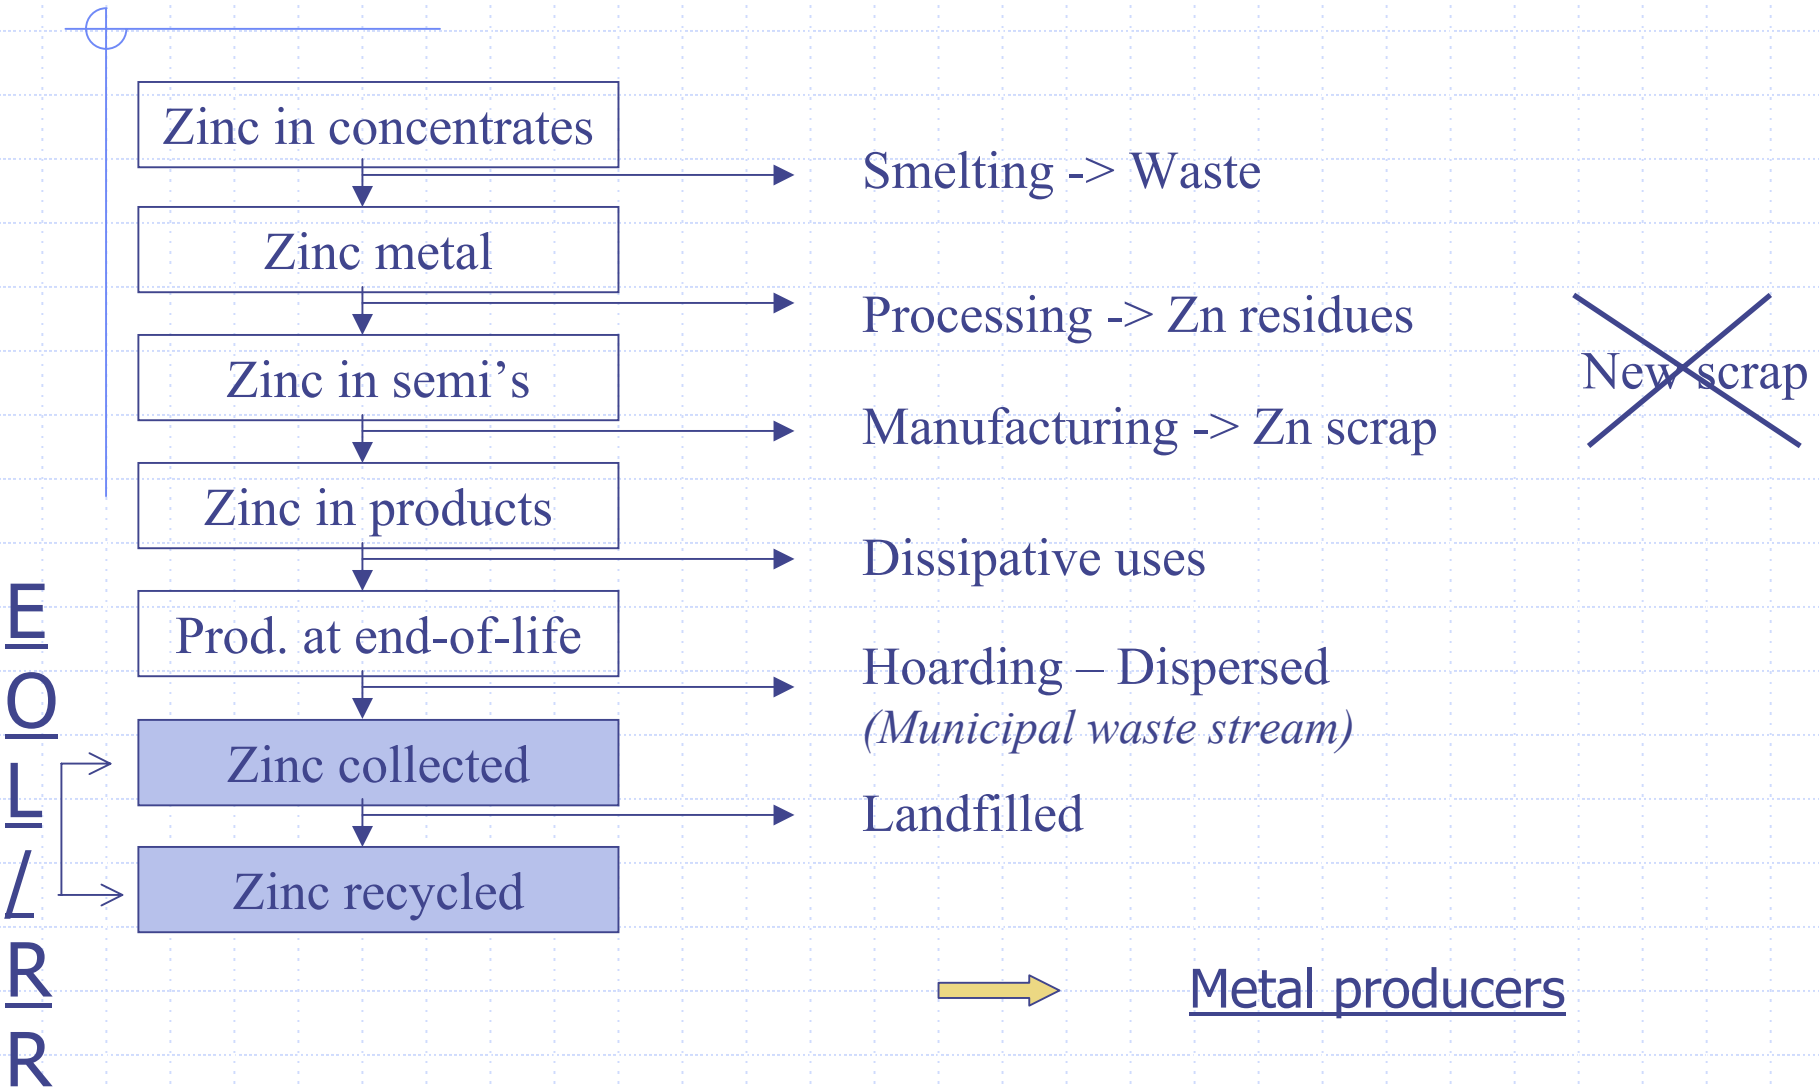 Zinc in concentrates
Smelting -> Waste
Zinc metal
Processing -> Zn residues
New scrap
Zinc in semi’s
Manufacturing -> Zn scrap
Zinc in products
Dissipative uses
Prod. at end-of-life
Hoarding – Dispersed
(Municipal waste stream)
Zinc collected
Landfilled
Zinc recycled
Metal producers
E
O
L
/
R
R